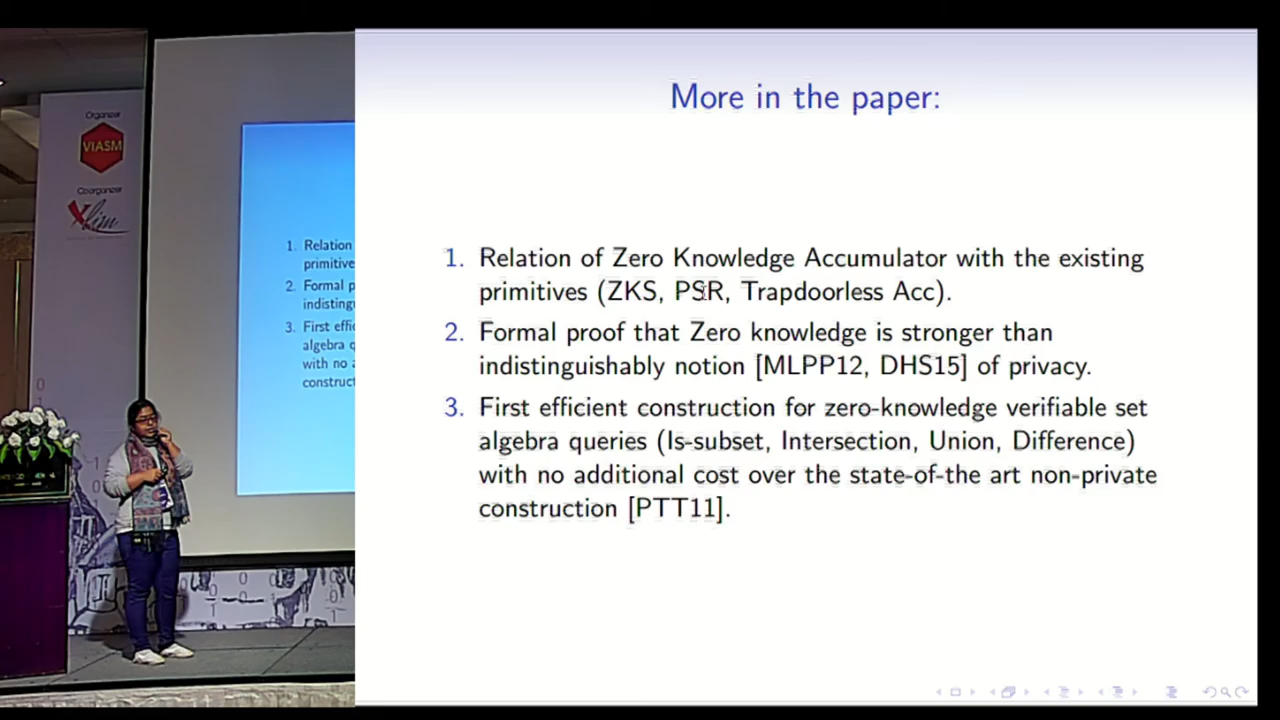 Organizer
VIASM
Coorganizer
Xlim
1. Relation
primitive
2. Formal p
indisting
3. First effi
algebra q
with no
construct
More in the paper:
1. Relation of Zero Knowledge Accumulator with the existing
primitives (ZKS, PSR, Trapdoorless Acc).
2. Formal proof that Zero knowledge is stronger than
indistinguishably notion [MLPP12, DHS15] of privacy.
3. First efficient construction for zero-knowledge verifiable set
algebra queries (Is-subset, Intersection, Union, Difference)
with no additional cost over the state-of-the art non-private
construction [PTT11].